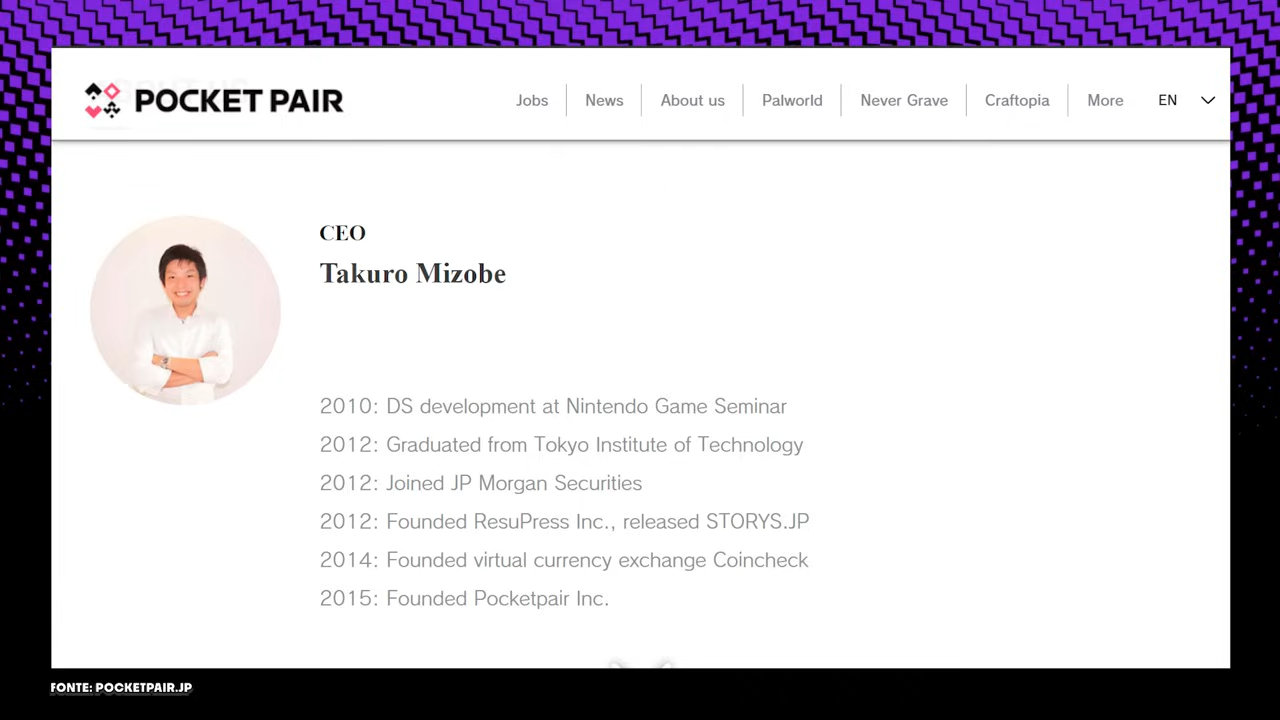 POCKET PAIR
Jobs News About us Palworld Never Grave Craftopia More EN
CEO
Takuro Mizobe
2010: DS development at Nintendo Game Seminar
2012: Graduated from Tokyo Institute of Technology
2012: Joined JP Morgan Securities
2012: Founded ResuPress Inc., released STORYS.JP
2014: Founded virtual currency exchange Coincheck
2015: Founded Pocketpair Inc.
FONTE: POCKETPAIR.JP